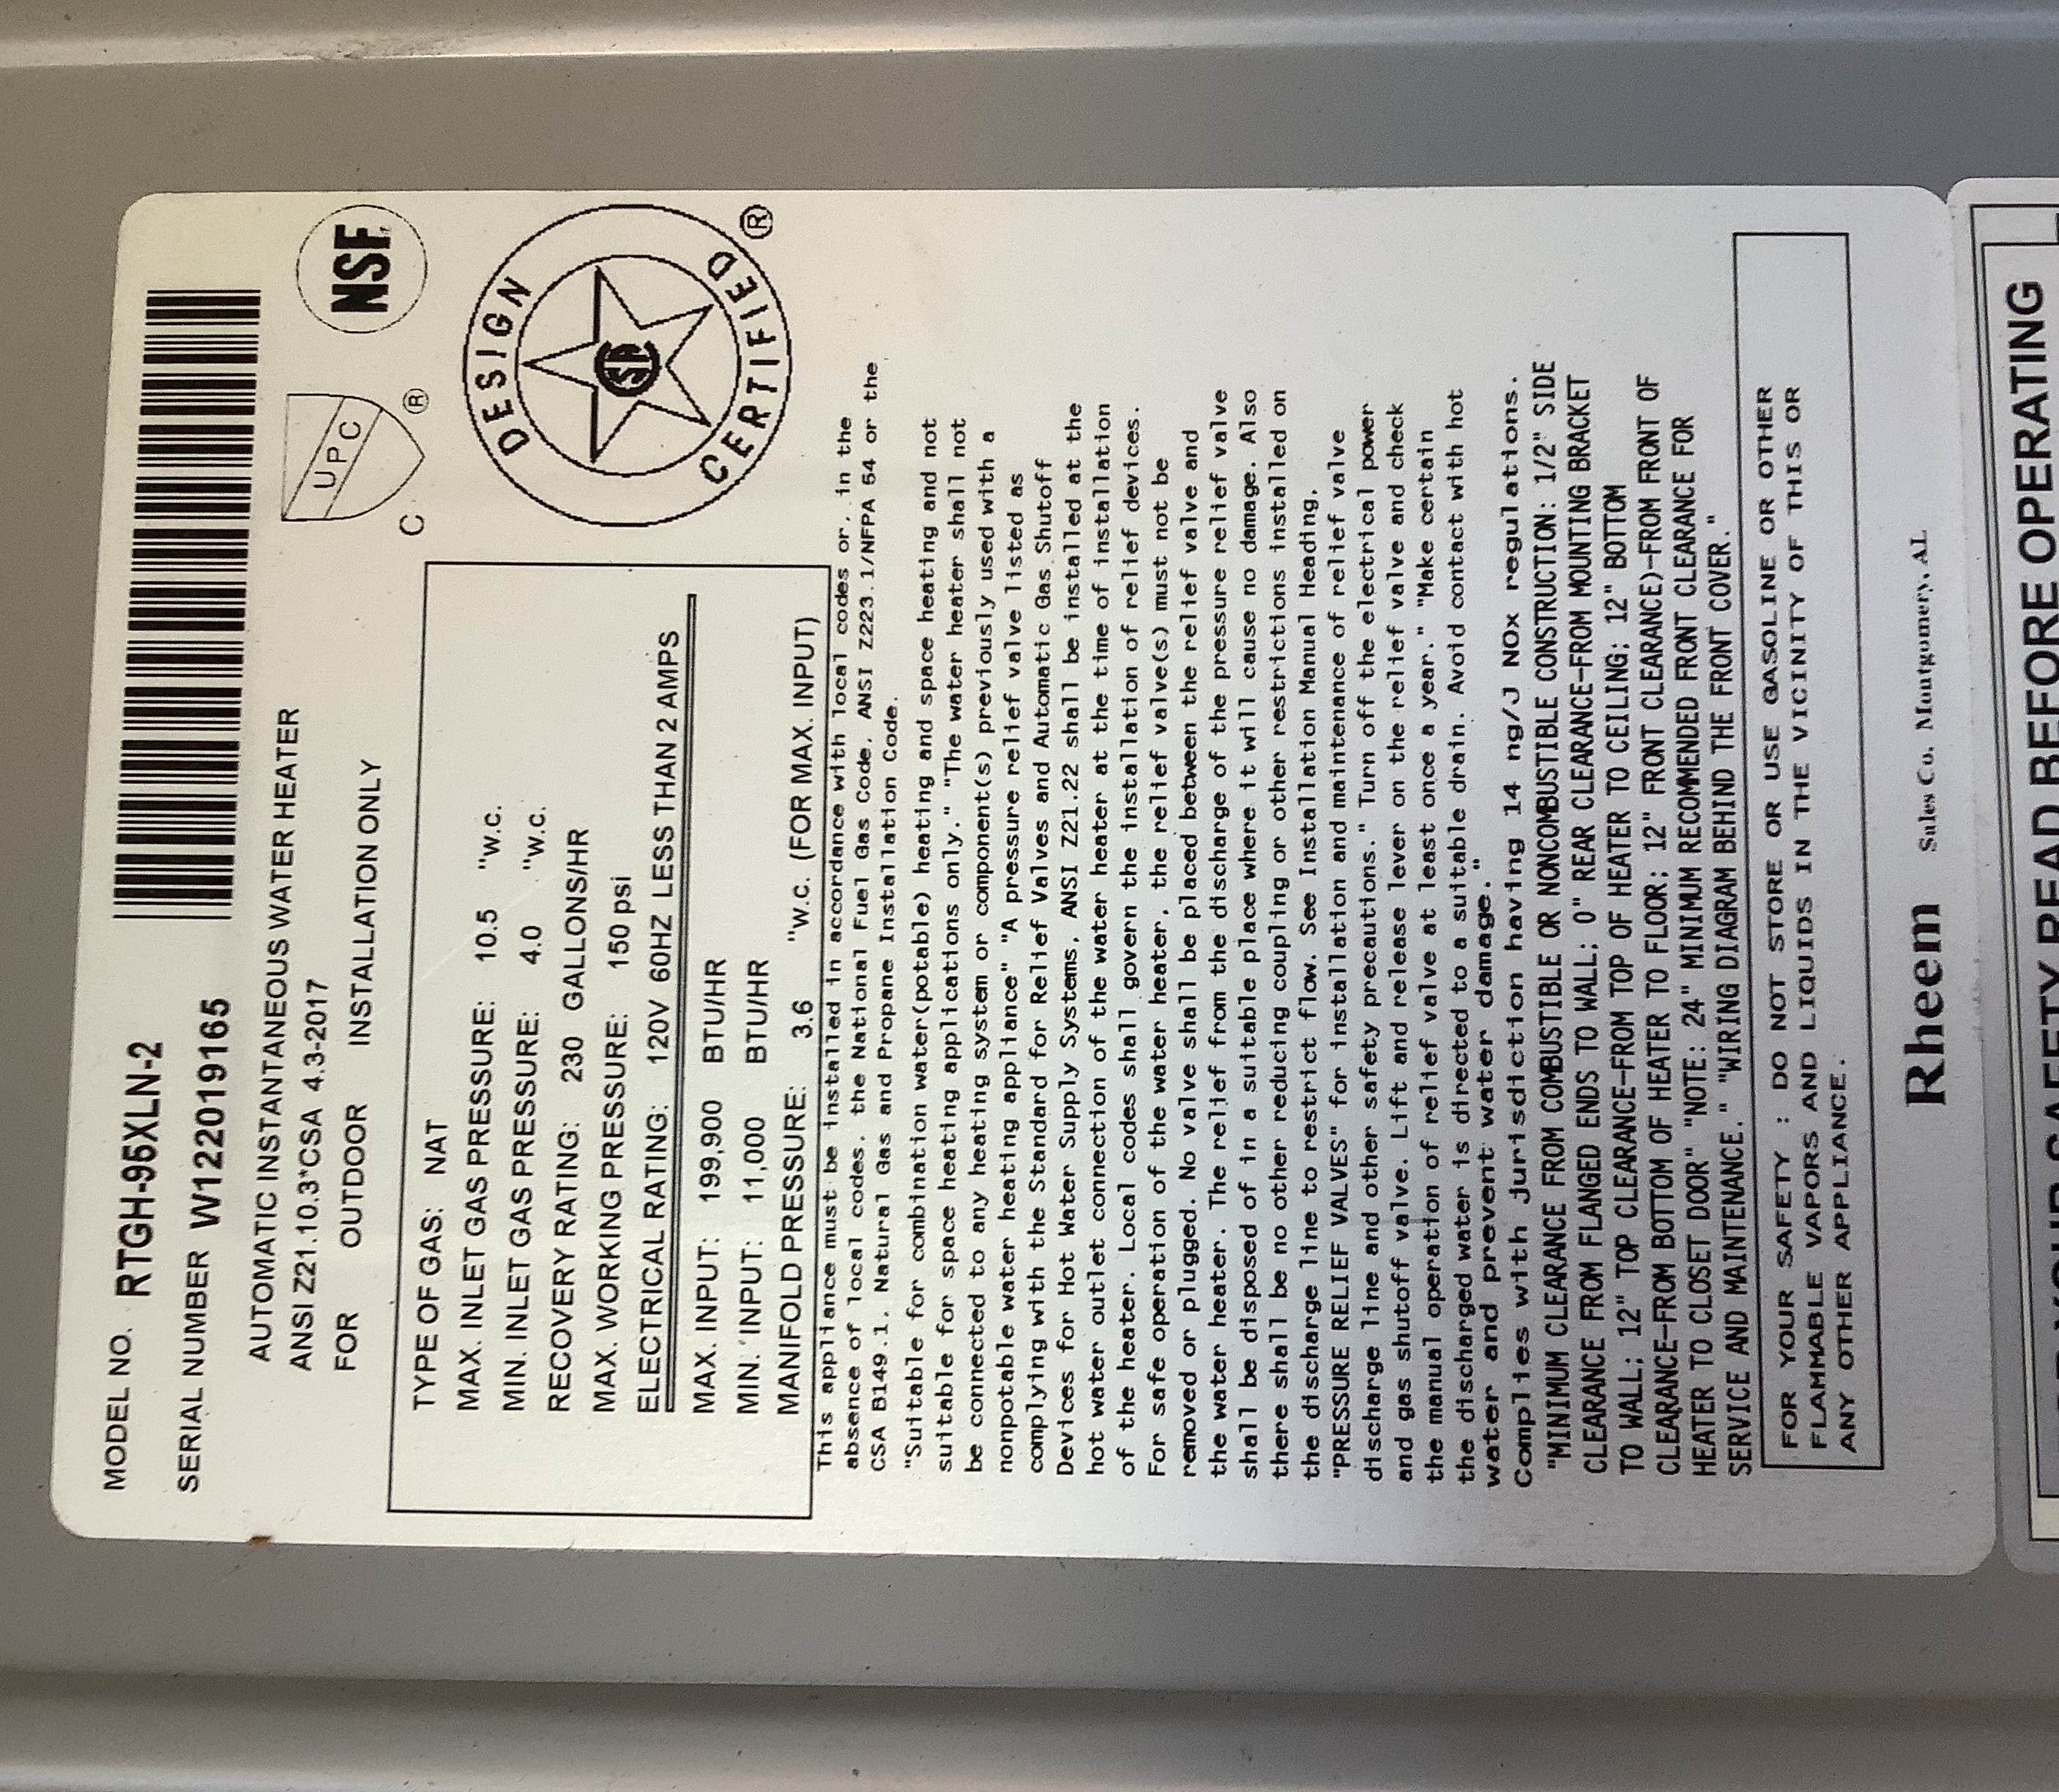 MODEL NO. RTGH-95XLN-2
SERIAL NUMBER W122019165
AUTOMATIC INSTANTANEOUS WATER HEATER
ANSI Z21.10.3*CSA 4.3-2017
FOR OUTDOOR INSTALLATION ONLY
UPC
C ®
NSF.
TYPE OF GAS: NAT
MAX. INLET GAS PRESSURE: 10.5 "w.c.
MIN. INLET GAS PRESSURE: 4.0 "w.c.
RECOVERY RATING: 230 GALLONS/HR
MAX. WORKING PRESSURE: 150 psi
ELECTRICAL RATING: 120V 60HZ LESS THAN 2 AMPS
MAX. INPUT: 199,900 BTU/HR
MIN. INPUT: 11,000 BTU/HR
MANIFOLD PRESSURE: 3.6 "w.c. (FOR MAX. INPUT)
DESIGN
CERTIFIED ®
This appliance must be installed in accordance with local codes or, in the
absence of local codes, the National Fuel Gas Code, ANSI Z223.1/NFPA 54 or the
CSA B149.1, Natural Gas and Propane Installation Code.
"Suitable for combination water(potable) heating and space heating and not
suitable for space heating applications only." "The water heater shall not
be connected to any heating system or component(s) previously used with a
nonpotable water heating appliance" "A pressure relief valve listed as
complying with the Standard for Relief Valves and Automatic Gas Shutoff
Devices for Hot Water Supply Systems, ANSI Z21.22 shall be installed at the
hot water outlet connection of the water heater at the time of installation
of the heater. Local codes shall govern the installation of relief devices.
For safe operation of the water heater, the relief valve(s) must not be
removed or plugged. No valve shall be placed between the relief valve and
the water heater. The relief from the discharge of the pressure relief valve
shall be disposed of in a suitable place where it will cause no damage. Also
there shall be no other reducing coupling or other restrictions installed on
the discharge line to restrict flow. See Installation Manual Heading.
"PRESSURE RELIEF VALVES" for installation and maintenance of relief valve
discharge line and other safety precautions." Turn off the electrical power
and gas shutoff valve. Lift and release lever on the relief valve and check
the manual operation of relief valve at least once a year." "Make certain
the discharged water is directed to a suitable drain. Avoid contact with hot
water and prevent water damage."
Complies with jurisdiction having 14 ng/J NOx regulations.
"MINIMUM CLEARANCE FROM COMBUSTIBLE OR NONCOMBUSTIBLE CONSTRUCTION: 1/2" SIDE
CLEARANCE FROM FLANGED ENDS TO WALL: 0" REAR CLEARANCE-FROM MOUNTING BRACKET
TO WALL; 12" TOP CLEARANCE-FROM TOP OF HEATER TO CEILING; 12" BOTTOM
CLEARANCE-FROM BOTTOM OF HEATER TO FLOOR; 12" FRONT CLEARANCE)-FROM FRONT OF
HEATER TO CLOSET DOOR" "NOTE: 24" MINIMUM RECOMMENDED FRONT CLEARANCE FOR
SERVICE AND MAINTENANCE." "WIRING DIAGRAM BEHIND THE FRONT COVER."
FOR YOUR SAFETY : DO NOT STORE OR USE GASOLINE OR OTHER
FLAMMABLE VAPORS AND LIQUIDS IN THE VICINITY OF THIS OR
ANY OTHER APPLIANCE.
Rheem Sales Co. Montgomery, AL
FOR YOUR SAFETY READ BEFORE OPERATING